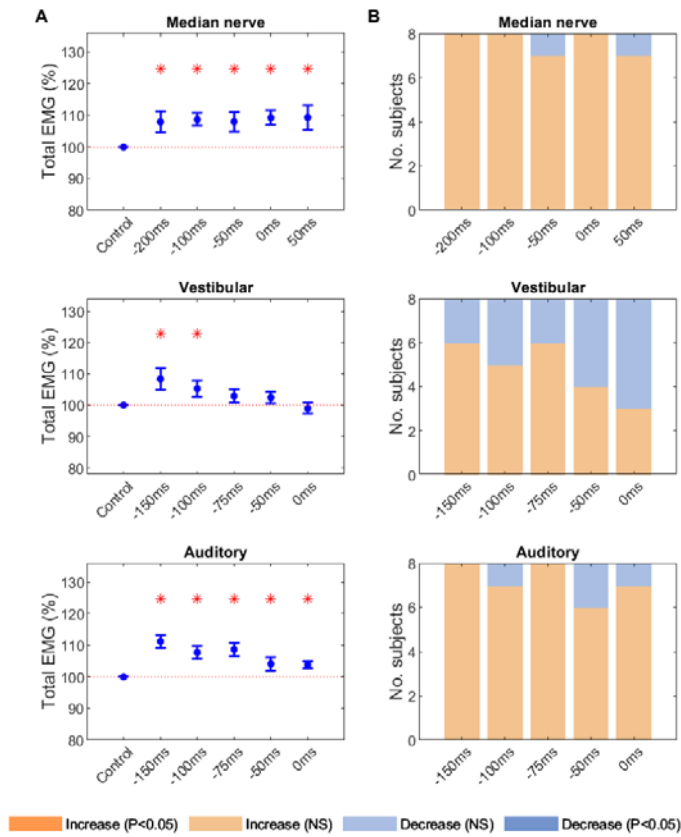 A
B
Median nerve
Total EMG (%)
130
120
110
100
90
80
Control
-200ms
-100ms
-50ms
0ms
50ms
Median nerve
No. subjects
8
6
4
2
0
-200ms
-100ms
-50ms
0ms
50ms
Vestibular
Total EMG (%)
130
120
110
100
90
80
Control
-150ms
-100ms
-75ms
-50ms
0ms
Vestibular
No. subjects
8
6
4
2
0
-150ms
-100ms
-75ms
-50ms
0ms
Auditory
Total EMG (%)
130
120
110
100
90
80
Control
-150ms
-100ms
-75ms
-50ms
0ms
Auditory
No. subjects
8
6
4
2
0
-150ms
-100ms
-75ms
-50ms
0ms
Increase (P<0.05) Increase (NS) Decrease (NS) Decrease (P<0.05)